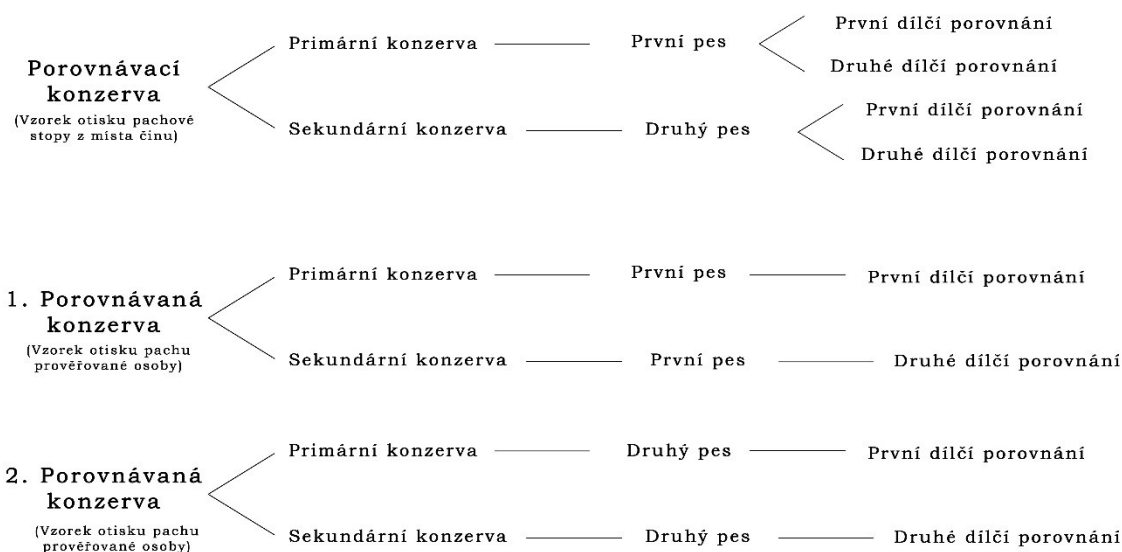 Porovnávací
konzerva
(Vzorek otisku pachové
stopy z místa činu)
Primární konzerva
První pes
První dílčí porovnání
Druhé dílčí porovnání
Sekundární konzerva
Druhý pes
První dílčí porovnání
Druhé dílčí porovnání
1. Porovnávaná
konzerva
(Vzorek otisku pachu
prověřované osoby)
Primární konzerva
První pes
První dílčí porovnání
Sekundární konzerva
První pes
Druhé dílčí porovnání
2. Porovnávaná
konzerva
(Vzorek otisku pachu
prověřované osoby)
Primární konzerva
Druhý pes
První dílčí porovnání
Sekundární konzerva
Druhý pes
Druhé dílčí porovnání